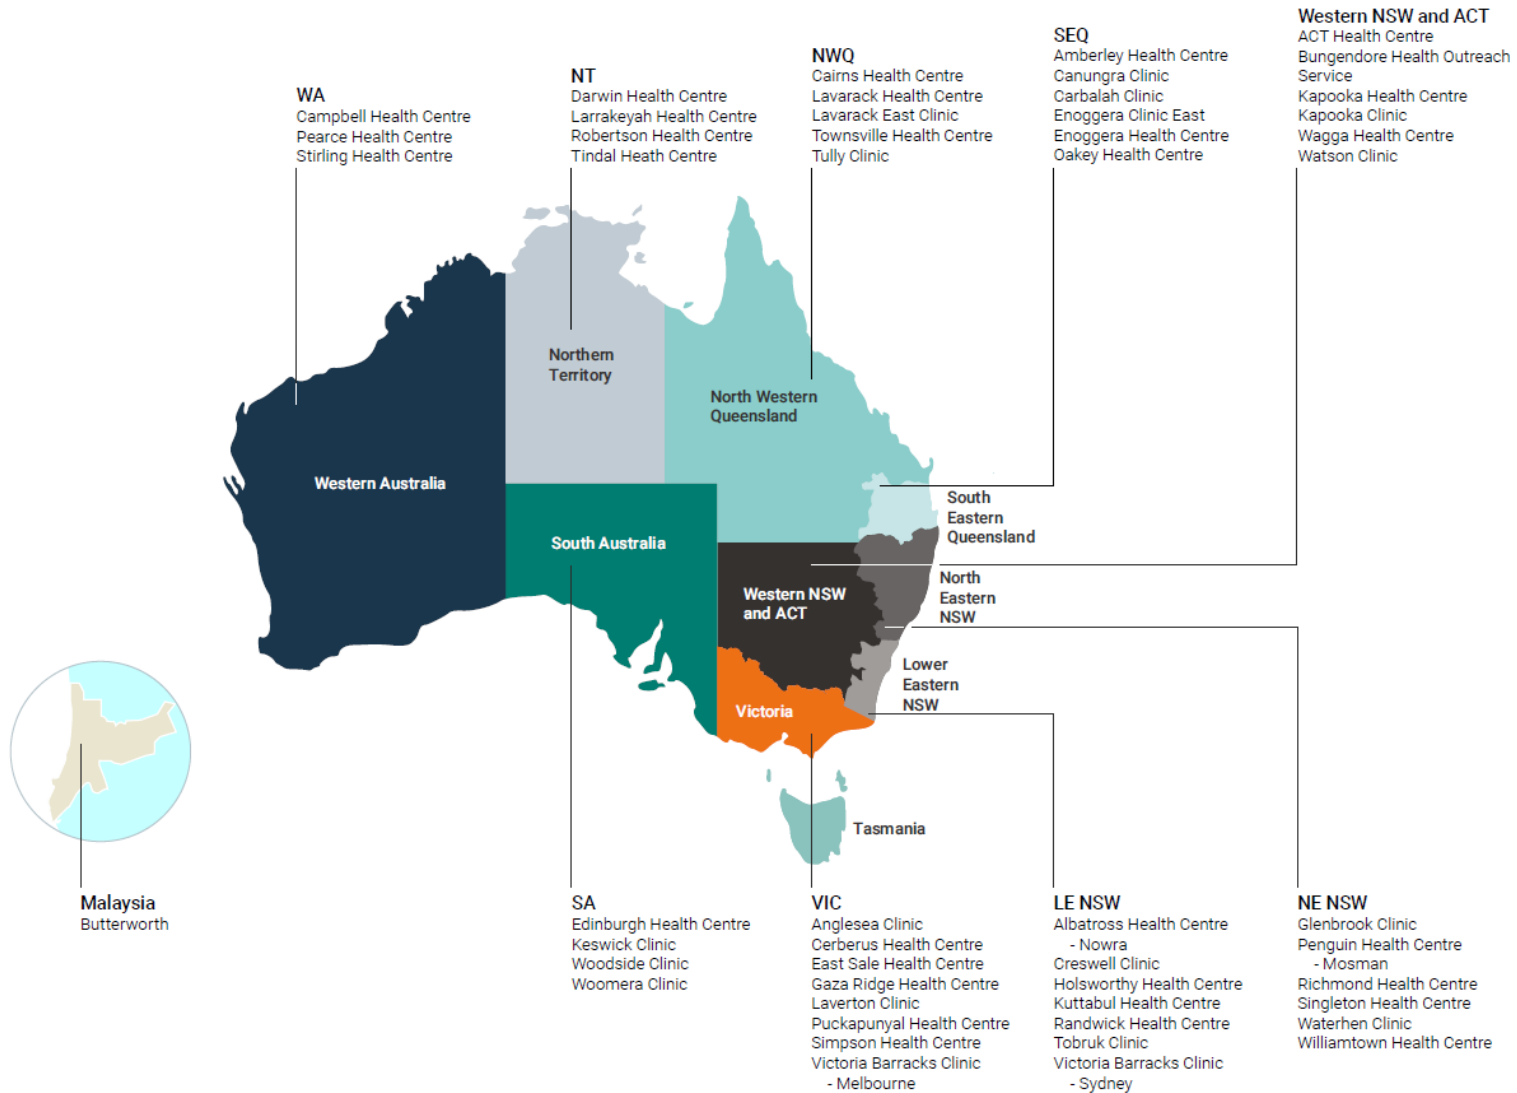 WA
Campbell Health Centre
Pearce Health Centre
Stirling Health Centre
NT
Darwin Health Centre
Larrakeyah Health Centre
Robertson Health Centre
Tindal Heath Centre
NWQ
Cairns Health Centre
Lavarack Health Centre
Lavarack East Clinic
Townsville Health Centre
Tully Clinic
SEQ
Amberley Health Centre
Canungra Clinic
Carbalah Clinic
Enoggera Clinic East
Enoggera Health Centre
Oakey Health Centre
Western NSW and ACT
ACT Health Centre
Bungendore Health Outreach
Service
Kapooka Health Centre
Kapooka Clinic
Wagga Health Centre
Watson Clinic
Northern
Territory
North Western
Queensland
Western Australia
South Australia
South
Eastern
Queensland
Western NSW
and ACT
North
Eastern
NSW
Lower
Eastern
NSW
Victoria
Tasmania
Malaysia
Butterworth
SA
Edinburgh Health Centre
Keswick Clinic
Woodside Clinic
Woomera Clinic
VIC
Anglesea Clinic
Cerberus Health Centre
East Sale Health Centre
Gaza Ridge Health Centre
Laverton Clinic
Puckapunyal Health Centre
Simpson Health Centre
Victoria Barracks Clinic
- Melbourne
LE NSW
Albatross Health Centre
- Nowra
Creswell Clinic
Holsworthy Health Centre
Kuttabul Health Centre
Randwick Health Centre
Tobruk Clinic
Victoria Barracks Clinic
- Sydney
NE NSW
Glenbrook Clinic
Penguin Health Centre
- Mosman
Richmond Health Centre
Singleton Health Centre
Waterhen Clinic
Williamtown Health Centre